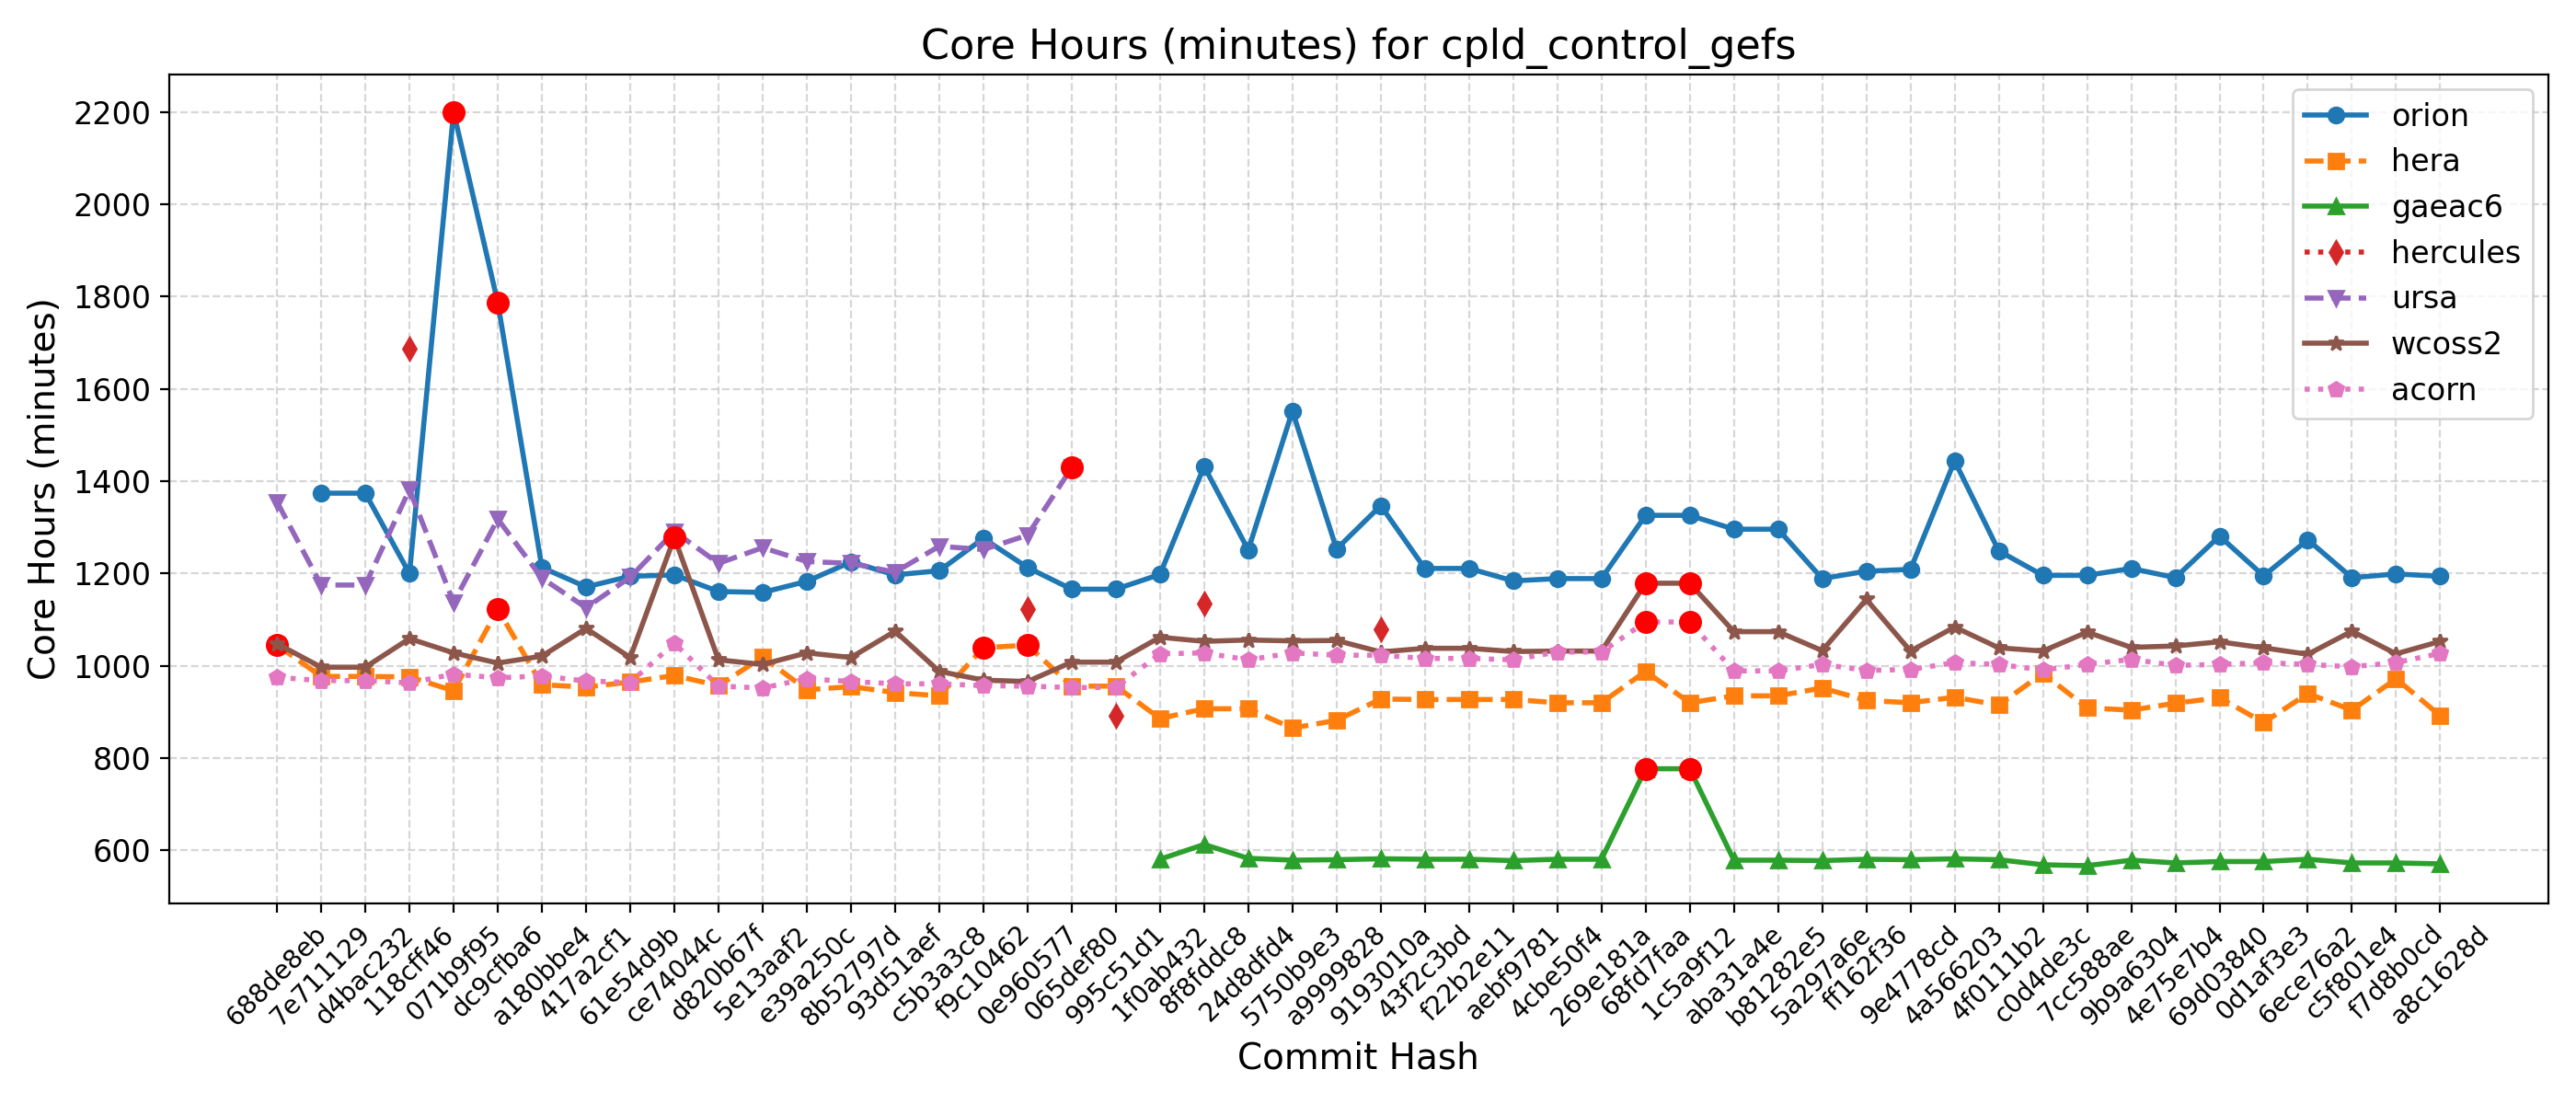 Core Hours (minutes) for cpld_control_gefs
Core Hours (minutes)
2200
2000
1800
1600
1400
1200
1000
800
600
orion
hera
gaeac6
hercules
ursa
wcoss2
acorn
688de8eb
7e711129
d4bac232
118cff46
071b9f95
dc9cfba6
a180bbe4
417a2cf1
61e54d9b
ce74044c
d820b67f
5e13aaf2
e39a250c
8b52797d
93d51aef
c5b3a3c8
f9c10462
0e960577
065def80
995c51d1
1f0ab432
8f8fddc8
24d8dfd4
5750b9e3
a9999828
9193010a
43f2c3bd
f22b2e11
aebf9781
4cbe50f4
269e181a
68fd7faa
1c5a9f12
aba31a4e
b81282e5
5a297a6e
ff162f36
9e4778cd
4a566203
4f0111b2
c0d4de3c
7cc588ae
9b9a6304
4e75e7b4
69d03840
0d1af3e3
6ece76a2
c5f801e4
f7d8b0cd
a8c1628d
Commit Hash